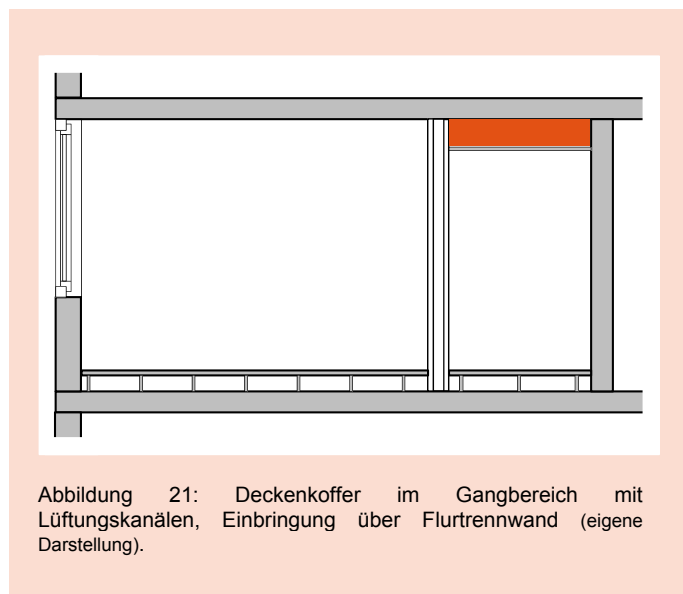 Abbildung 21: Deckenkoffer im Gangbereich mit
Lüftungskanälen, Einbringung über Flurtrennwand (eigene
Darstellung).